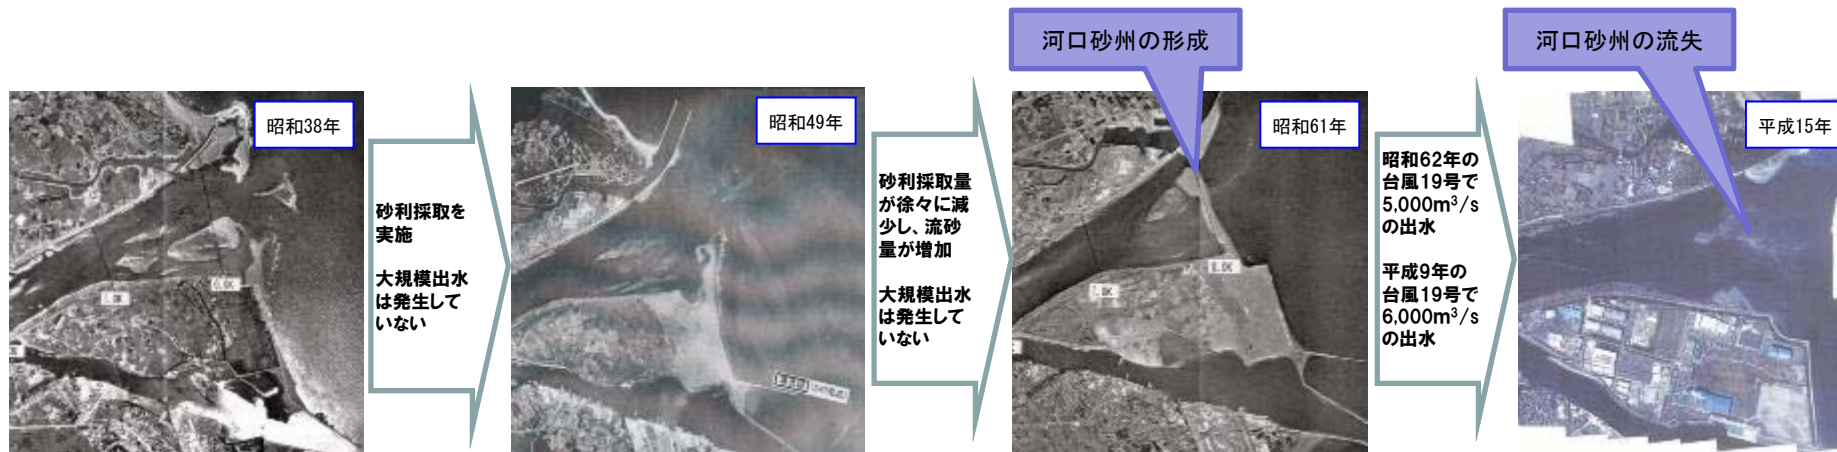 昭和38年
砂利採取を
実施
大規模出水
は発生して
いない
昭和49年
砂利採取量
が徐々に減
少し、流砂
量が増加
大規模出水
は発生して
いない
河口砂州の形成
昭和61年
昭和62年の
台風19号で
5,000m³/s
の出水
平成9年の
台風19号で
6,000m³/s
の出水
河口砂州の流失
平成15年